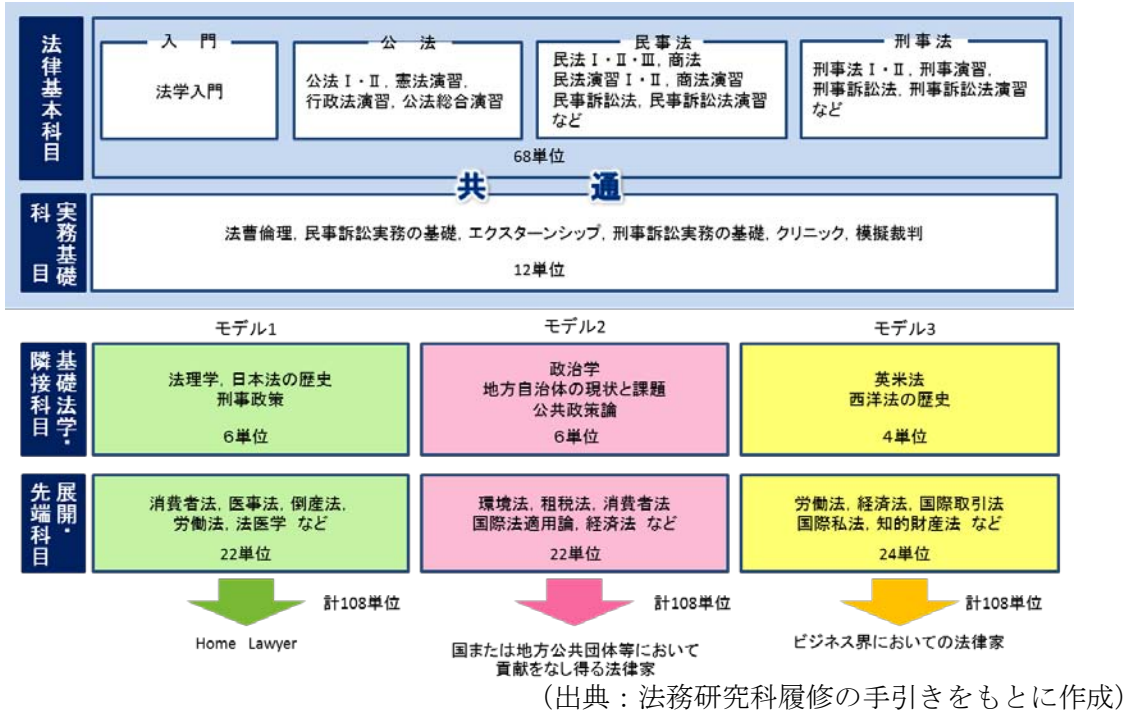 法律基本科目
入 門
法学入門
公 法
公法Ⅰ・Ⅱ, 憲法演習,
行政法演習, 公法総合演習
民事法
民法Ⅰ・Ⅱ・Ⅲ, 商法
民法演習Ⅰ・Ⅱ, 商法演習
民事訴訟法, 民事訴訟法演習
など
刑事法
刑事法Ⅰ・Ⅱ, 刑事演習,
刑事訴訟法, 刑事訴訟法演習
など
68単位
共 通
実務基礎
科 目
法曹倫理, 民事訴訟実務の基礎, エクスターンシップ, 刑事訴訟実務の基礎, クリニック, 模擬裁判
12単位
モデル1
モデル2
モデル3
基礎法学・
隣接科目
法理学, 日本法の歴史
刑事政策
6単位
政治学
地方自治体の現状と課題
公共政策論
6単位
英米法
西洋法の歴史
4単位
展開・
先端科目
消費者法, 医事法, 倒産法,
労働法, 法医学 など
22単位
環境法, 租税法, 消費者法
国際法適用論, 経済法 など
22単位
労働法, 経済法, 国際取引法
国際私法, 知的財産法 など
24単位
計108単位
計108単位
計108単位
Home Lawyer
国または地方公共団体等において
貢献をなし得る法律家
ビジネス界においての法律家
(出典：法務研究科履修の手引きをもとに作成)